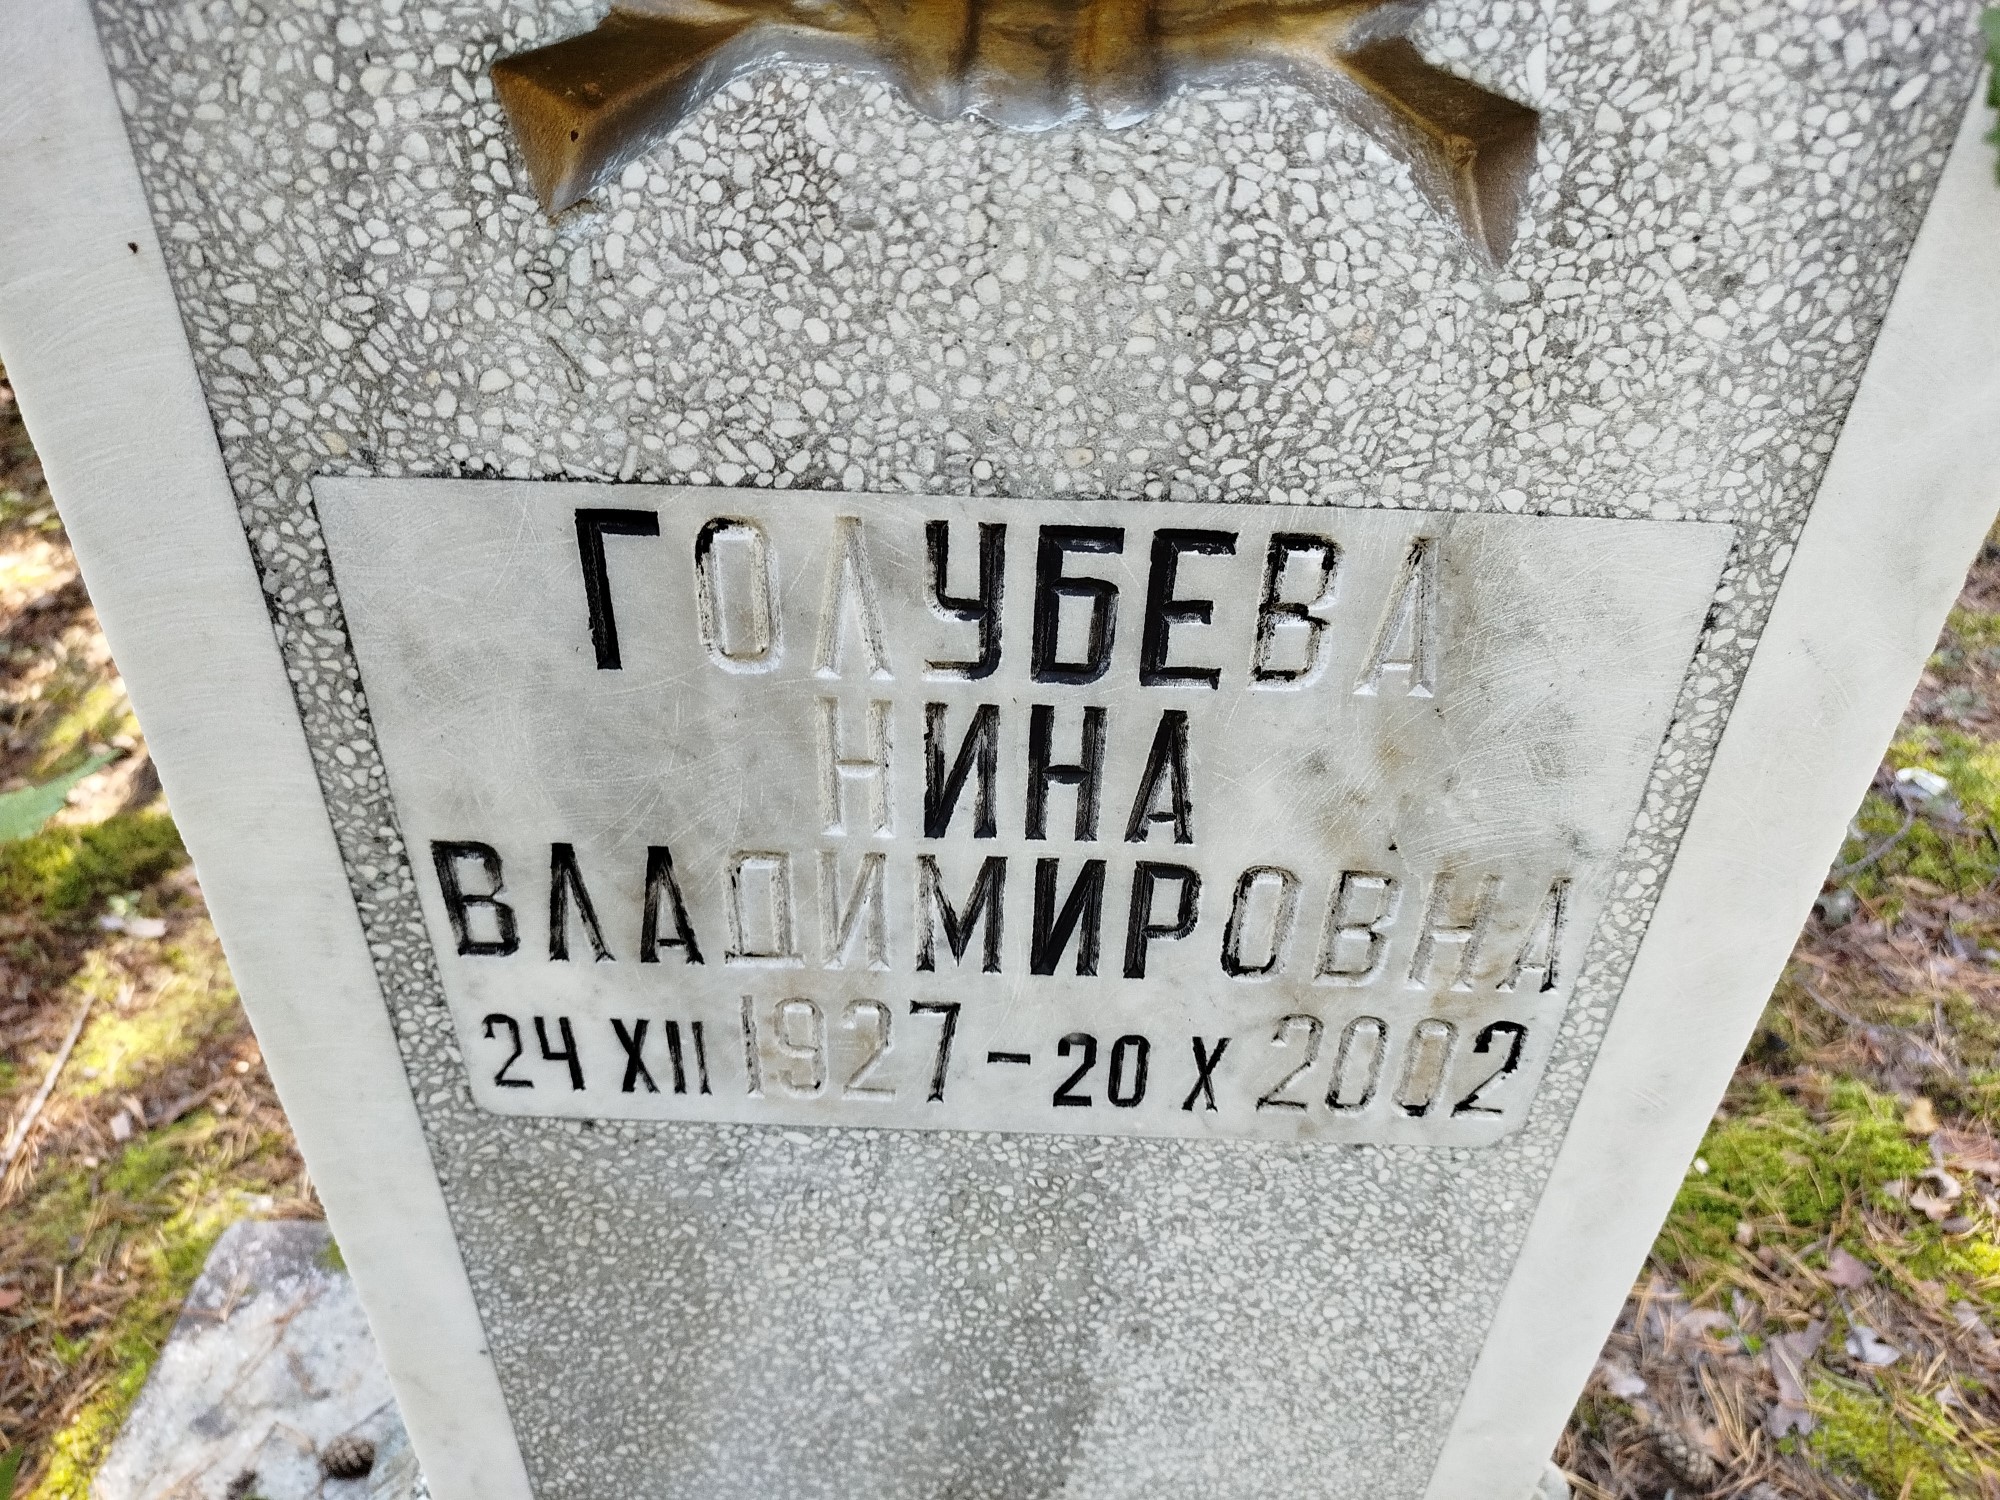 ГОЛУБЕВА
НИНА
ВЛАДИМИРОВНА
24 XII 1927 - 20 X 2002